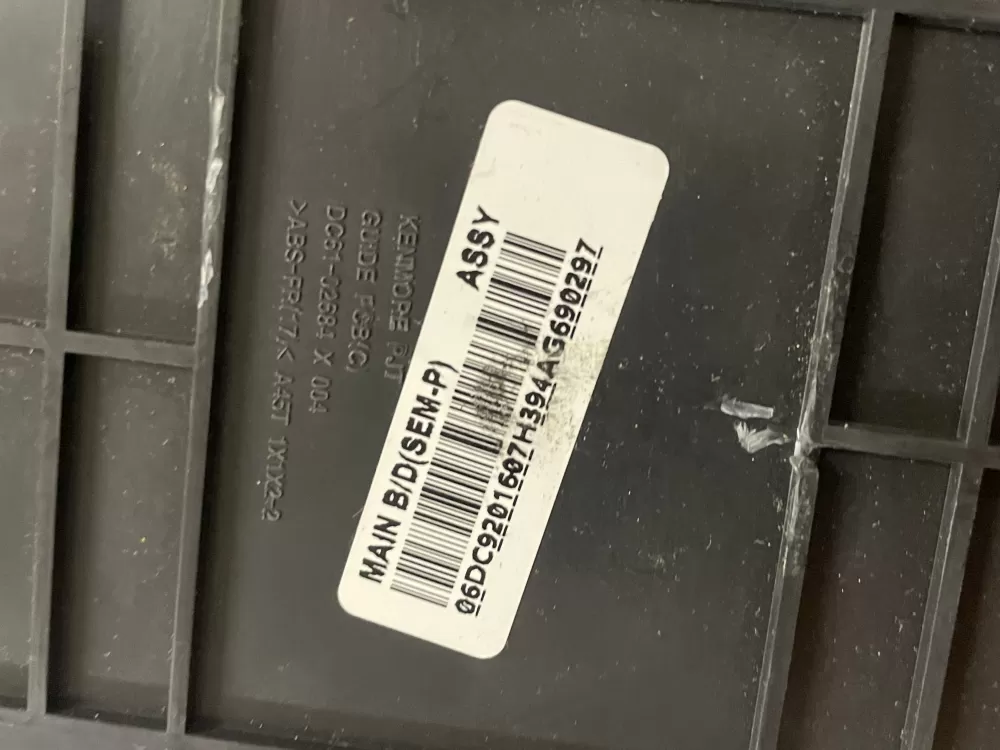 MAIN B/D(SEM-P) ASSY
06DC9201607H394AG690297
KENMORE PJT
GUIDE PCB(C)
DC61-02684 X 004
>ABS-FR(17)< A45T 1X1X2-2